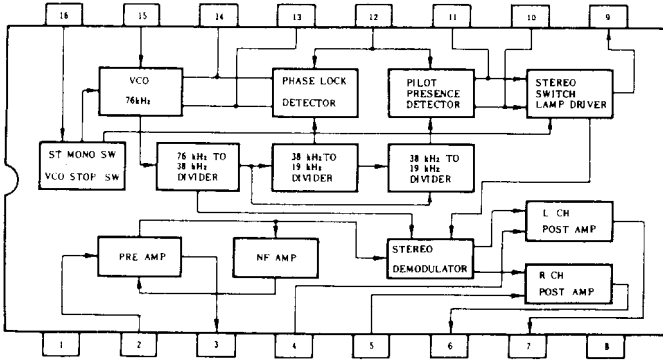 16 15 14 13 12 11 10 9
VCO
76kHz
PHASE LOCK
DETECTOR
PILOT
PRESENCE
DETECTOR
STEREO
SWITCH
LAMP DRIVER
ST MONO SW
VCO STOP SW
76 kHz TO
38 kHz
DIVIDER
38 kHz TO
19 kHz
DIVIDER
38 kHz TO
19 kHz
DIVIDER
PRE AMP
NF AMP
STEREO
DEMODULATOR
L CH
POST AMP
R CH
POST AMP
1 2 3 4 5 6 7 8